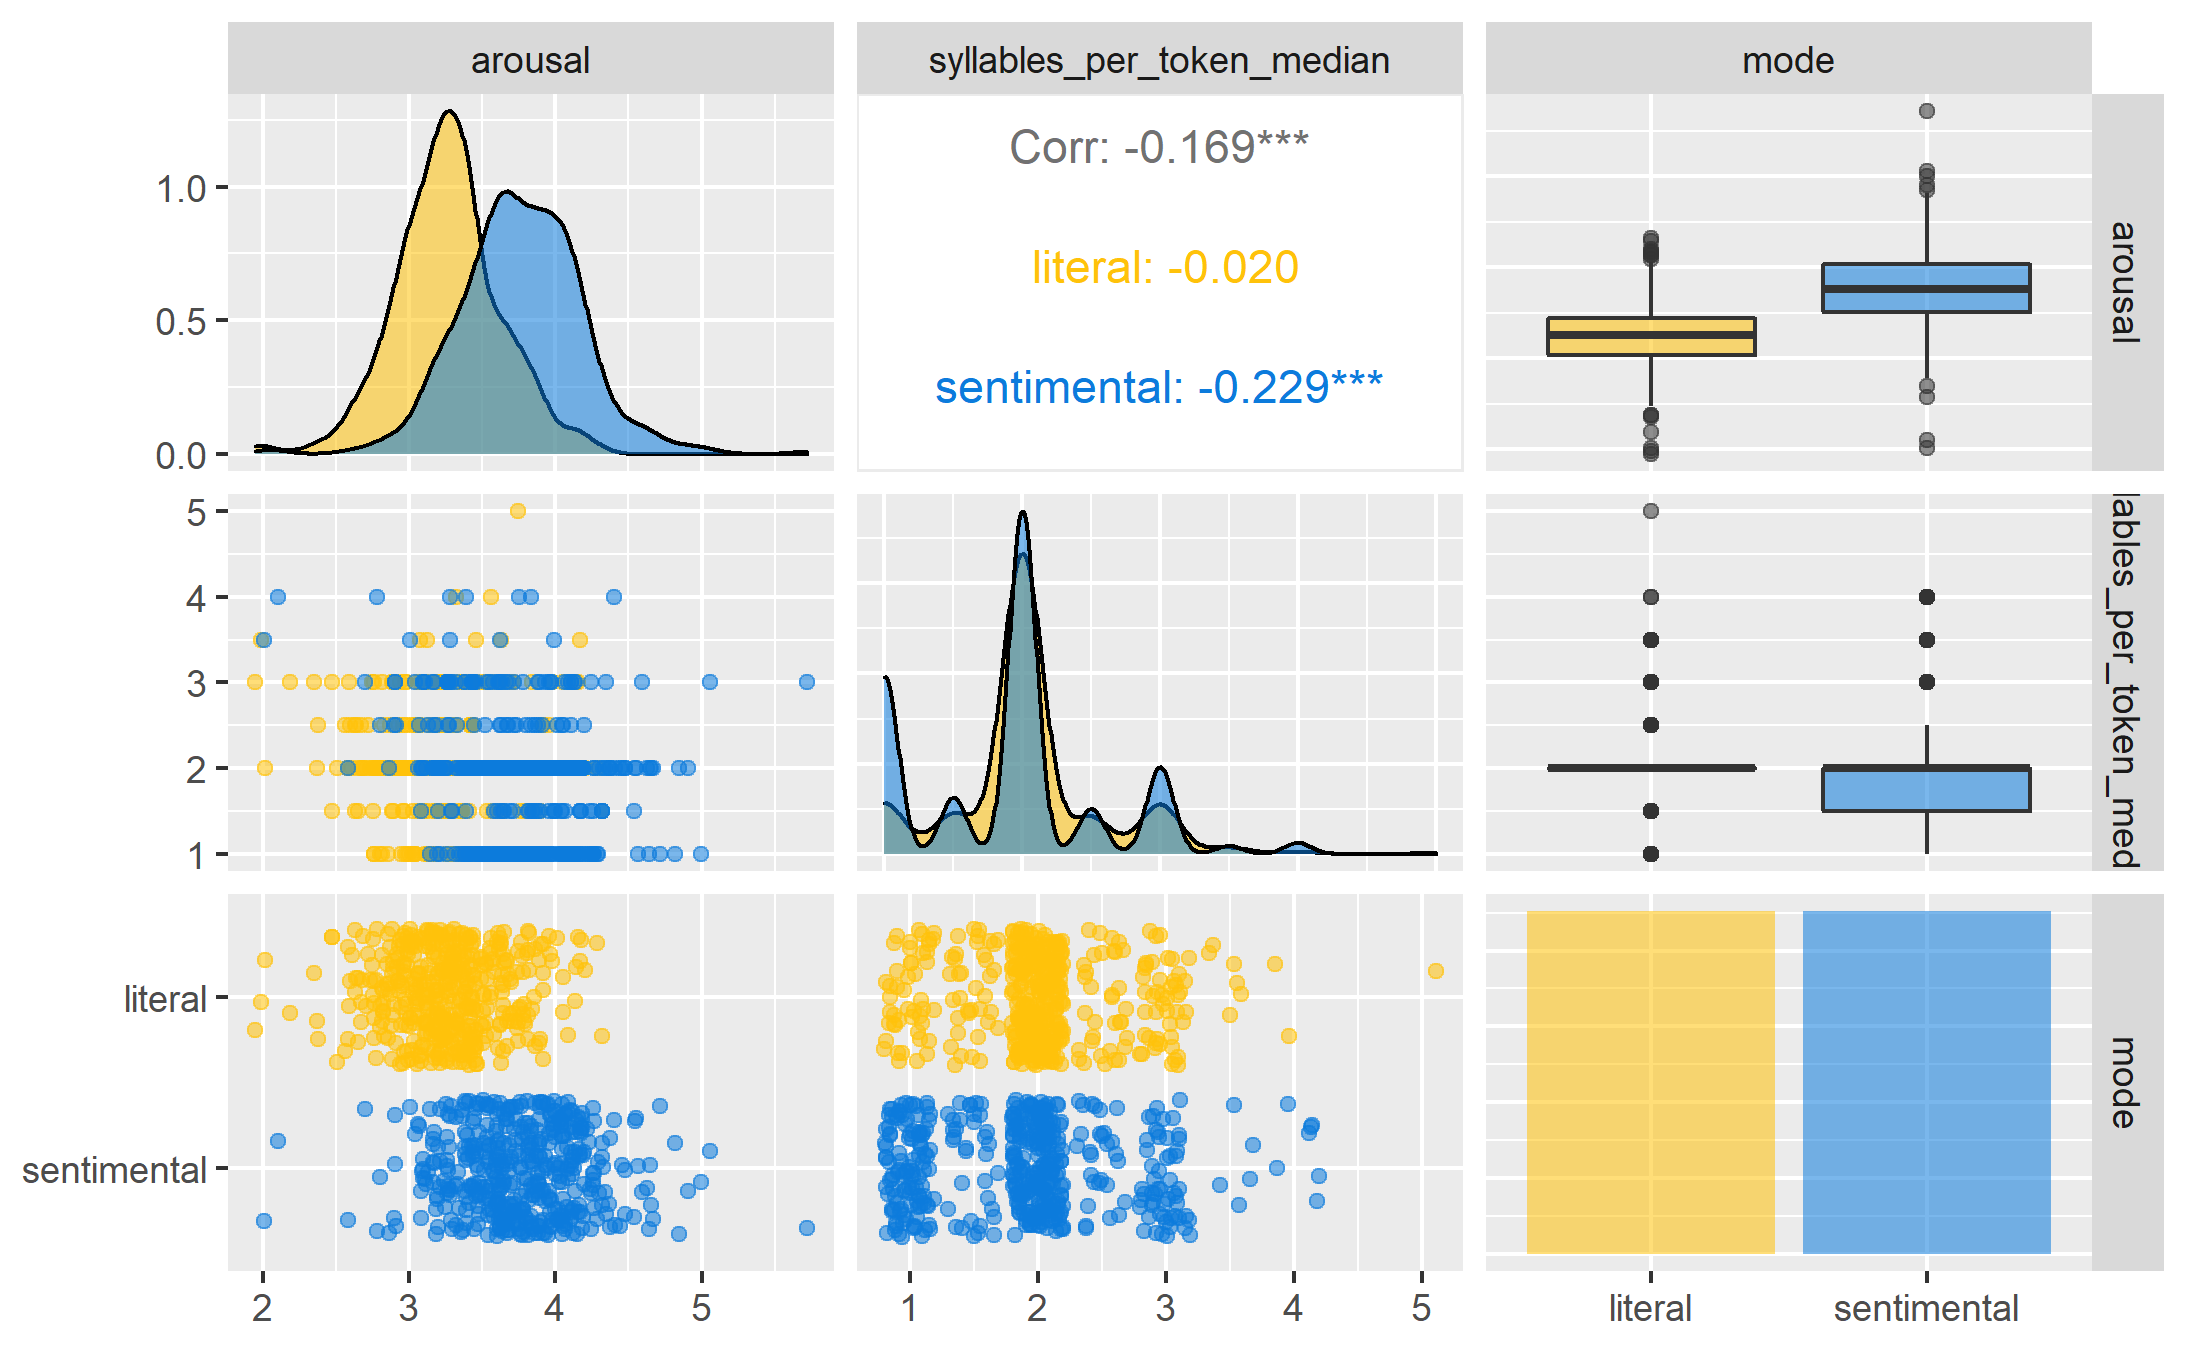 arousal
syllables_per_token_median
mode
1.0
0.5
0.0
Corr: -0.169***
literal: -0.020
sentimental: -0.229***
arousal
5
4
3
2
1
lables_per_token_med
literal
sentimental
mode
2 3 4 5
1 2 3 4 5
literal sentimental